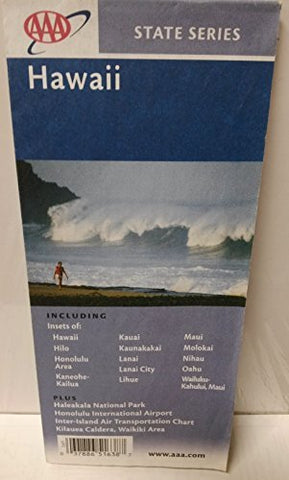 AAA
STATE SERIES
Hawaii
INCLUDING
Insets of:
Hawaii
Hilo
Honolulu
Area
Kaneohe-
Kailua
Kauai
Kaunakakai
Lanai
Lanai City
Lihue
Maui
Molokai
Nihau
Oahu
Wailuku-
Kahului, Maui
PLUS
Haleakala National Park
Honolulu International Airport
Inter-Island Air Transportation Chart
Kilauea Caldera, Waikiki Area
www.aaa.com